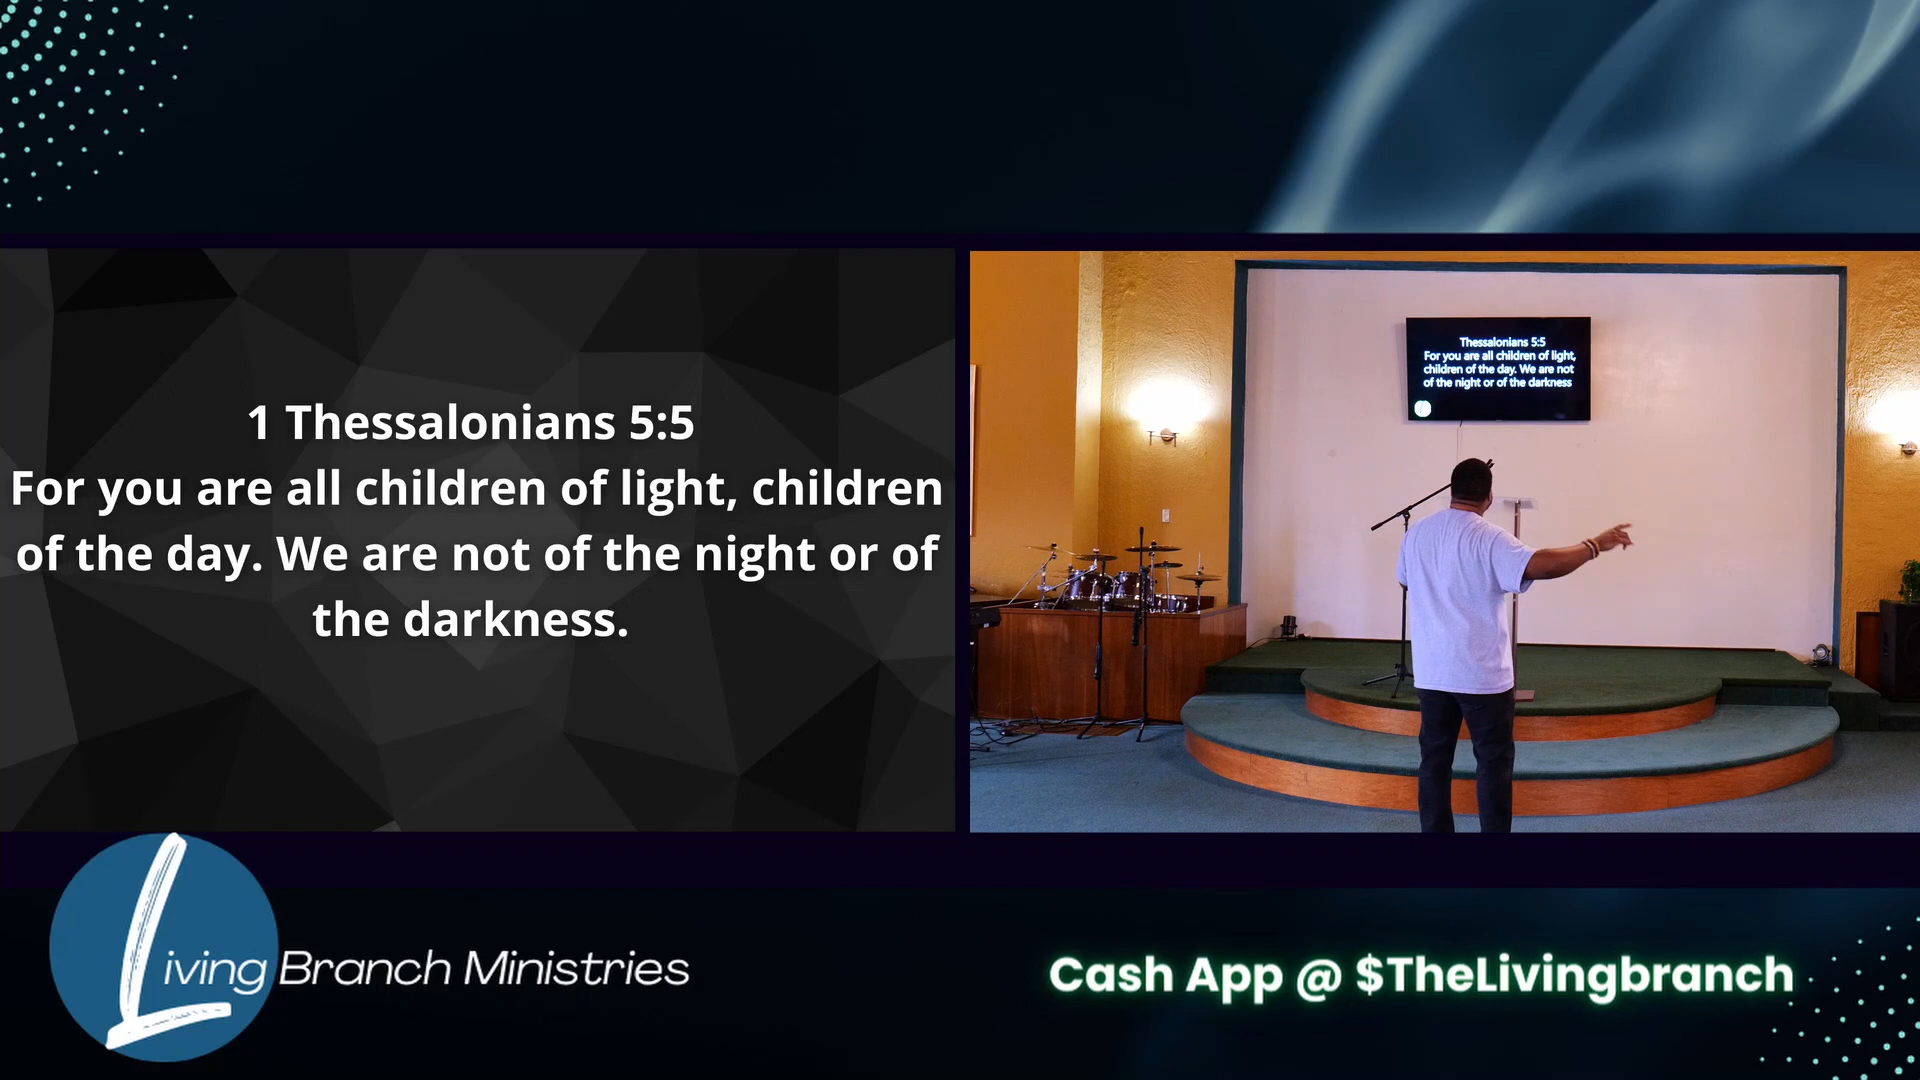 1 Thessalonians 5:5
For you are all children of light, children
of the day. We are not of the night or of
the darkness.
Thessalonians 5:5
For you are all children of light,
children of the day. We are not
of the night or of the darkness
Living Branch Ministries
Cash App @ $TheLivingbranch